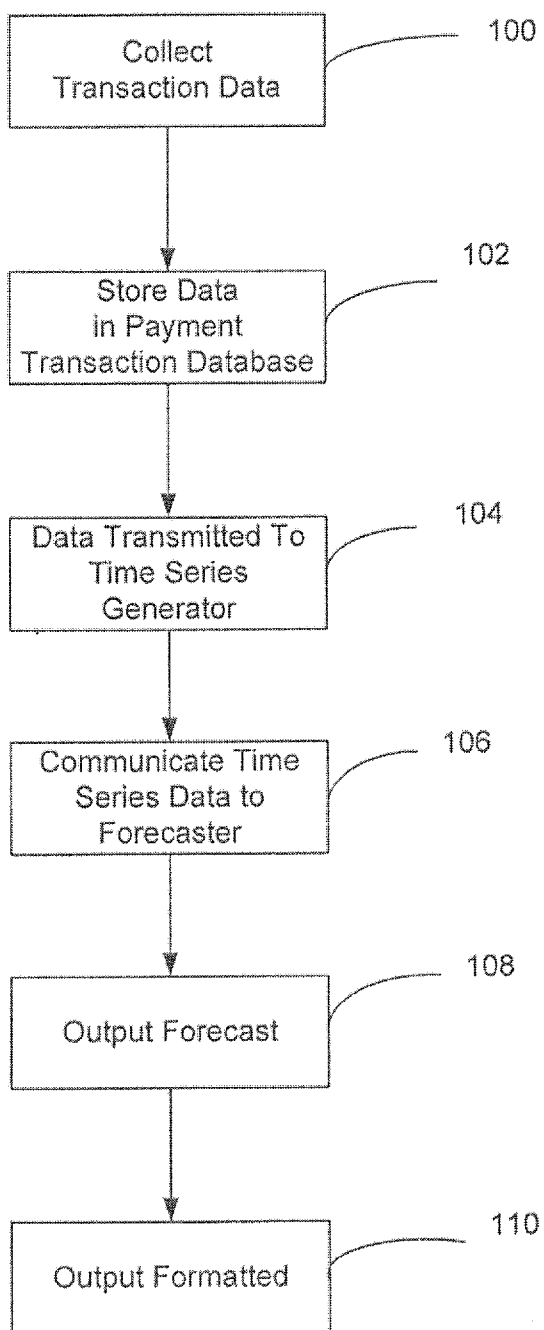 Collect
Transaction Data
100
Store Data
in Payment
Transaction Database
102
Data Transmitted To
Time Series
Generator
104
Communicate Time
Series Data to
Forecaster
106
Output Forecast
108
Output Formatted
110